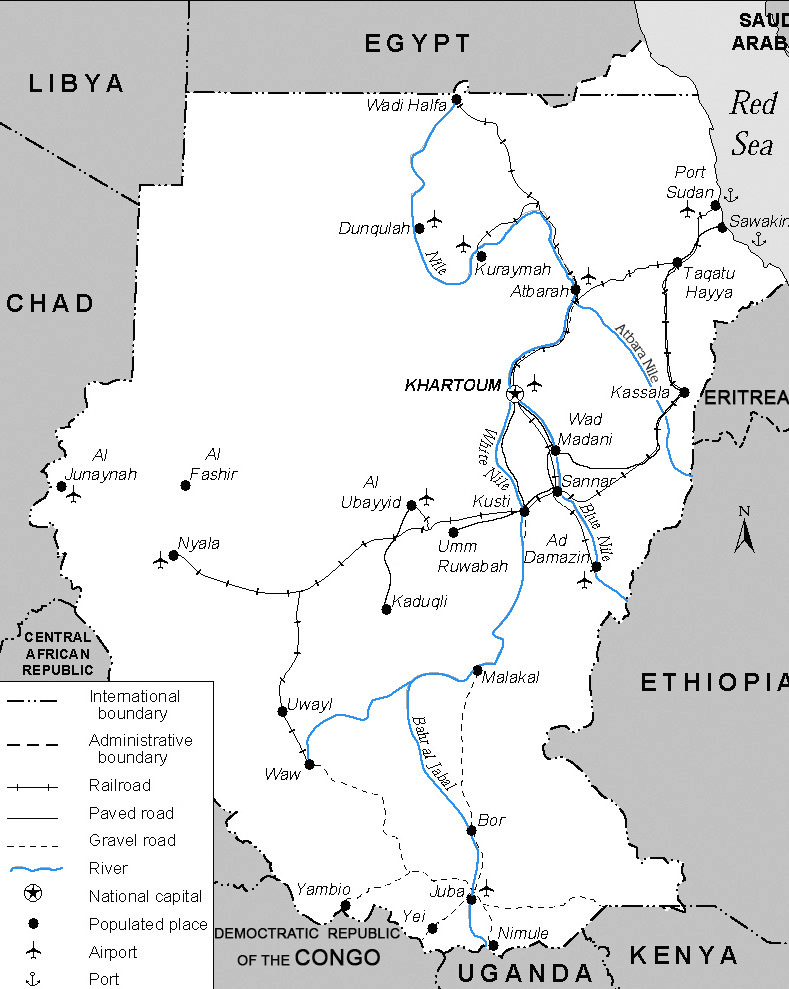 SAUD
ARAB
EGYPT
LIBYA
Red
Sea
Wadi Halfa
Port
Sudan
Sawakin
Dunqulah
Nile
Kuraymah
Atbarah
Taqatu
Hayya
CHAD
Atbara Nile
KHARTOUM
Kassala
ERITREA
Wad
Madani
White Nile
Al
Junaynah
Al
Fashir
Al
Ubayyid
Kusti
Sannar
Blue Nile
N
Nyala
Umm
Ruwabah
Ad
Damazin
Kaduqli
CENTRAL
AFRICAN
REPUBLIC
Malakal
ETHIOPIA
Uwayl
Bahr al Jabal
Waw
Bor
Yambio
Juba
Yei
Nimule
DEMOCTRATIC REPUBLIC
OF THE CONGO
UGANDA
KENYA
International
boundary
Administrative
boundary
Railroad
Paved road
Gravel road
River
National capital
Populated place
Airport
Port